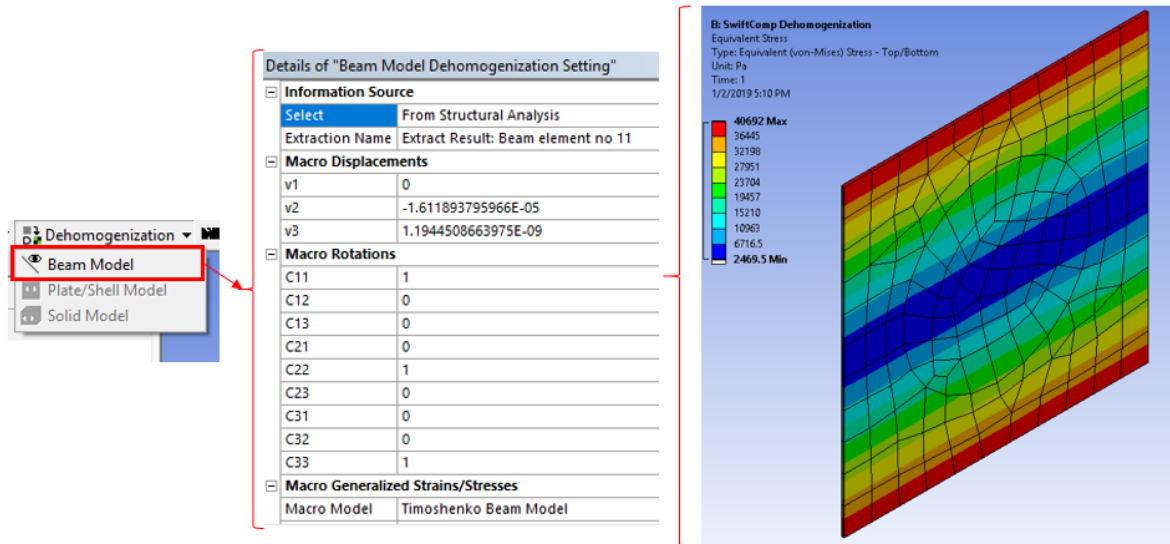 Dehomogenization
Beam Model
Plate/Shell Model
Solid Model
Details of "Beam Model Dehomogenization Setting"
Information Source
Select From Structural Analysis
Extraction Name Extract Result: Beam element no 11
Macro Displacements
v1 0
v2 -1.611893795966E-05
v3 1.1944508663975E-09
Macro Rotations
C11 1
C12 0
C13 0
C21 0
C22 1
C23 0
C31 0
C32 0
C33 1
Macro Generalized Strains/Stresses
Macro Model Timoshenko Beam Model
B: SwiftComp Dehomogenization
Equivalent Stress
Type: Equivalent (von-Mises) Stress - Top/Bottom
Unit: Pa
Time: 1
1/2/2019 5:10 PM
40692 Max
36445
32198
27951
23704
19457
15210
10963
6716.5
2469.5 Min